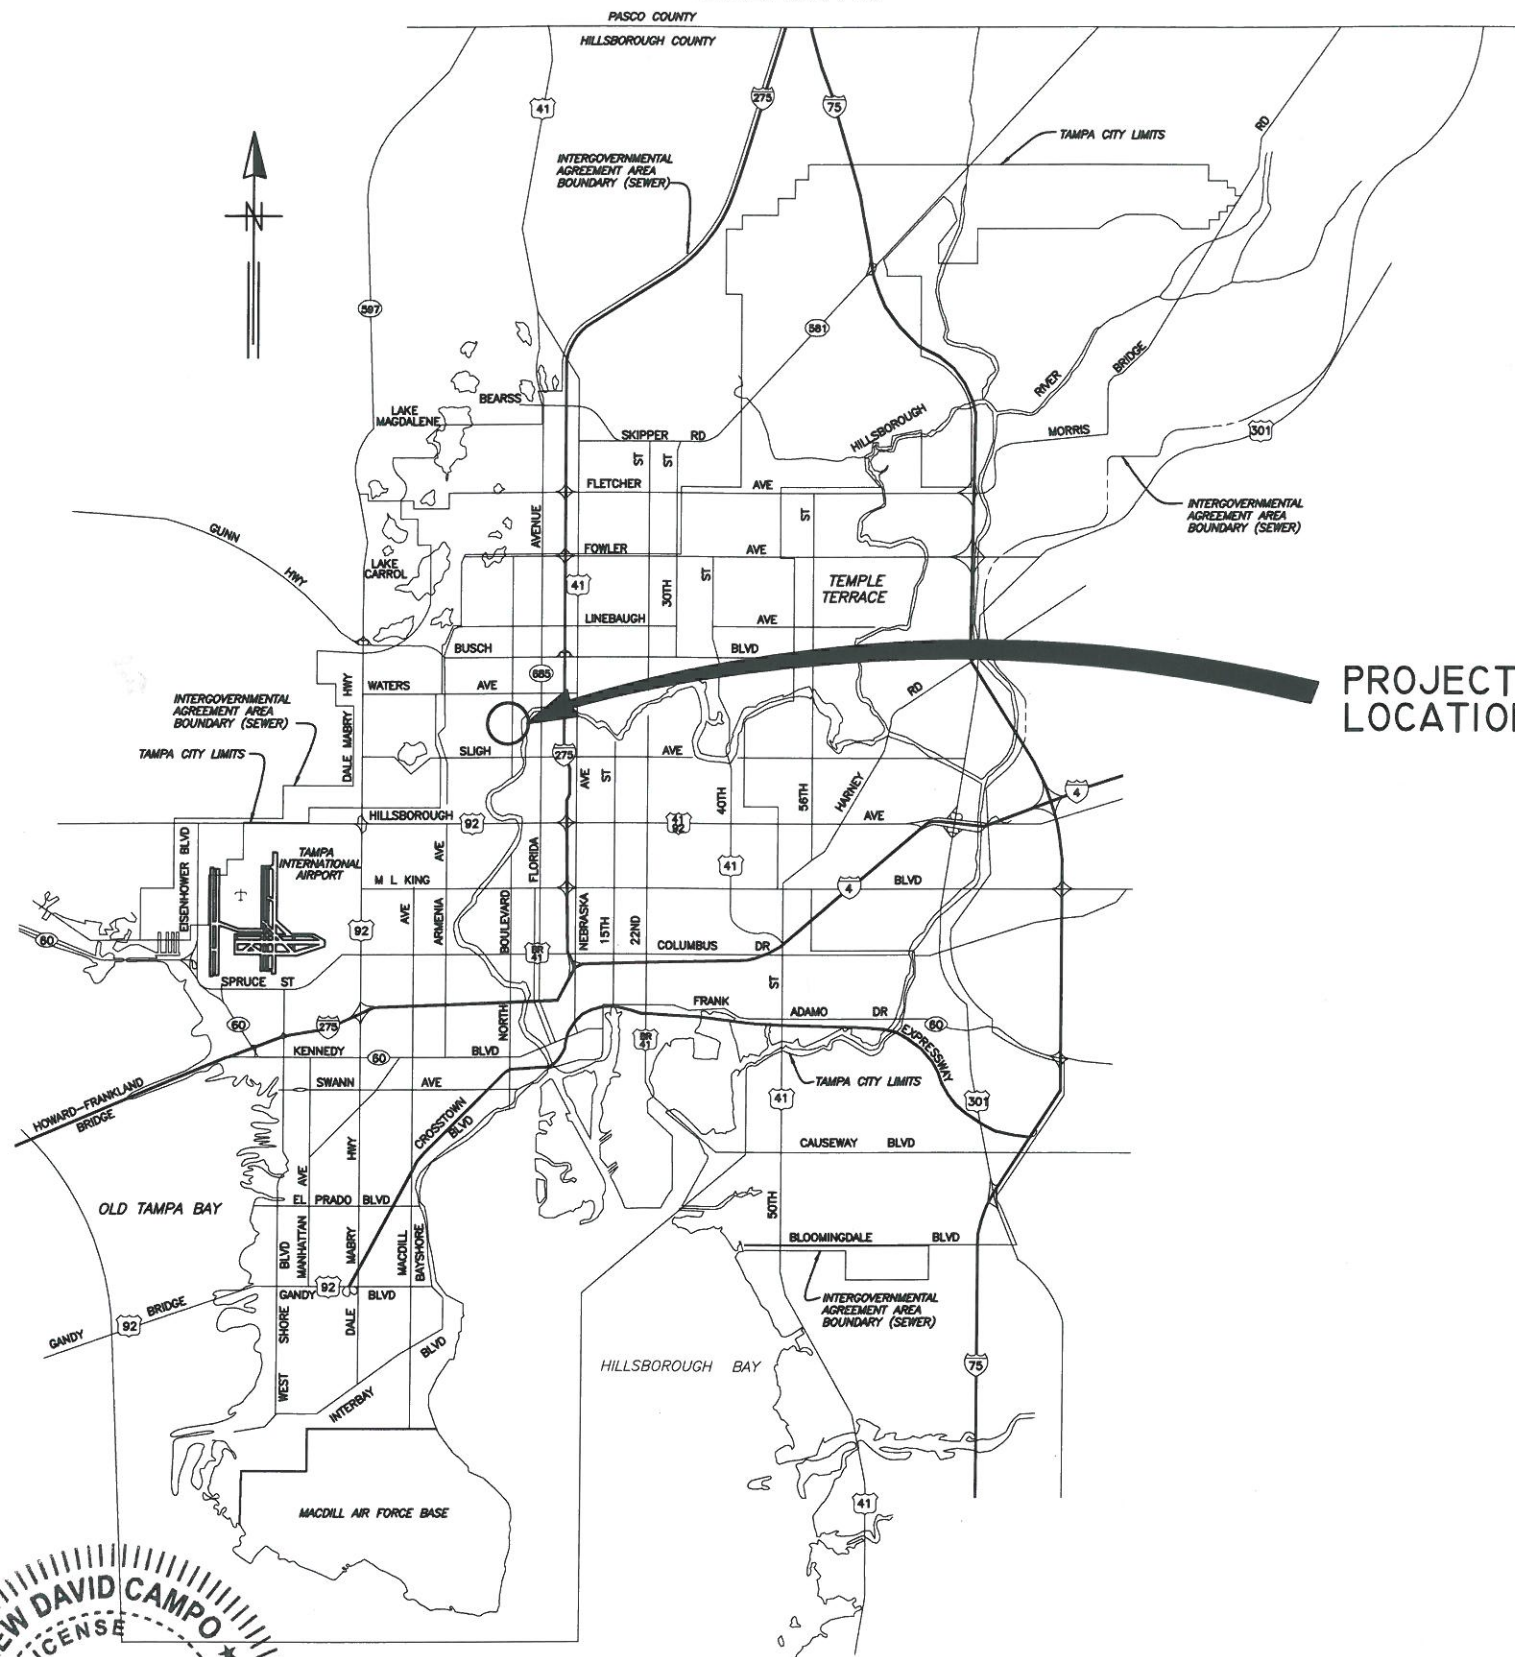 PASCO COUNTY
HILLSBOROUGH COUNTY
41
275
75
TAMPA CITY LIMITS
RD
INTERGOVERNMENTAL
AGREEMENT AREA
BOUNDARY (SEWER)
N
597
581
BRIDGE
RIVER
BEARSS
LAKE
MAGDALENE
HILLSBOROUGH
SKIPPER RD
MORRIS
301
ST
ST
FLETCHER AVE
INTERGOVERNMENTAL
AGREEMENT AREA
BOUNDARY (SEWER)
ST
AVENUE
GUNN
HWY
FOWLER AVE
LAKE
CARROL
41
30TH
ST
TEMPLE
TERRACE
LINEBAUGH AVE
BUSCH BLVD
685
WATERS AVE
RD
PROJECT
HWY
INTERGOVERNMENTAL
AGREEMENT AREA
BOUNDARY (SEWER)
TAMPA CITY LIMITS
DALE MABRY
SLIGH AVE
275
AVE
ST
40TH
56TH
HARNEY
4
HILLSBOROUGH AVE
92
41
92
EISENHOWER BLVD
TAMPA
INTERNATIONAL
AIRPORT
AVE
FLORIDA
41
M L KING BLVD
4
AVE
ARMENIA
BOULEVARD
NEBRASKA
15TH
22ND
92
60
BR
41
COLUMBUS DR
SPRUCE ST
ST
FRANK
ADAMO DR
60
60
275
NORTH
BR
41
EXPRESSWAY
KENNEDY BLVD
60
SWANN AVE
TAMPA CITY LIMITS
HOWARD-FRANKLAND
BRIDGE
CROSSTOWN
BLVD
41
301
CAUSEWAY BLVD
HWY
AVE
OLD TAMPA BAY
EL PRADO BLVD
50TH
BLVD
MANHATTAN
MABRY
MACDILL
BAYSHORE
BLOOMINGDALE BLVD
92
GANDY BLVD
INTERGOVERNMENTAL
AGREEMENT AREA
BOUNDARY (SEWER)
GANDY
92
BRIDGE
SHORE
DALE
BLVD
HILLSBOROUGH BAY
75
WEST
INTERBAY
MACDILL AIR FORCE BASE
41
DAVID CAMPO